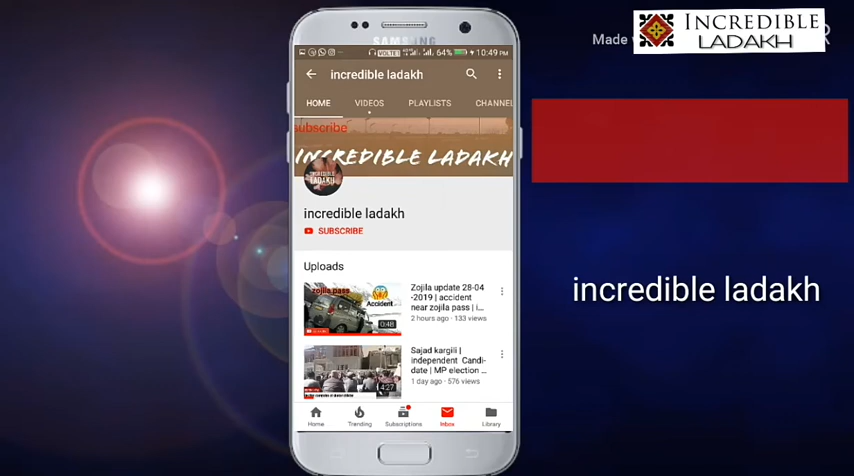 INCREDIBLE
LADAKH
Made
SAMSUNG
VOLTE 64% 10:49 PM
incredible ladakh
HOME VIDEOS PLAYLISTS CHANNEL
subscribe
INCREDIBLE LADAKH
INCREDIBLE
LADAKH
incredible ladakh
SUBSCRIBE
Uploads
zojila pass
Accident
0:48
Zojila update 28-04
-2019 | accident
near zojila pass | i...
2 hours ago · 133 views
4:27
Sajad kargili |
independent Candi-
date | MP election ...
1 day ago · 576 views
Home Trending Subscriptions Inbox Library
incredible ladakh